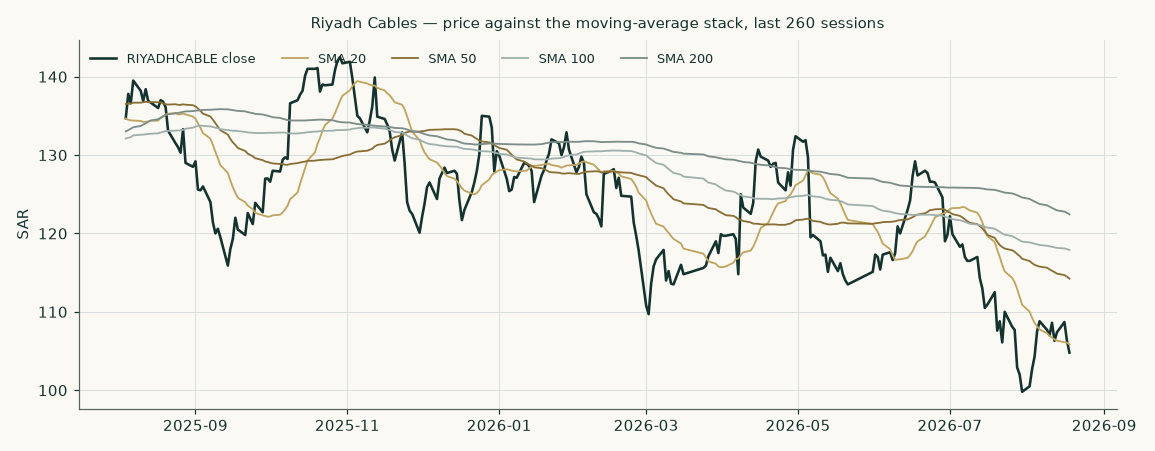 Riyadh Cables — price against the moving-average stack, last 260 sessions
RIYADHCABLE close SMA 20 SMA 50 SMA 100 SMA 200
SAR
140
130
120
110
100
2025-09 2025-11 2026-01 2026-03 2026-05 2026-07 2026-09